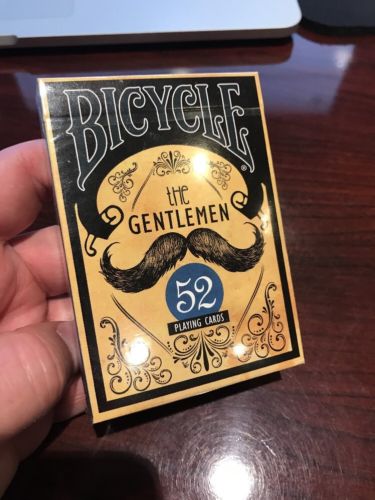 BICYCLE®
the
GENTLEMEN
52
PLAYING CARDS